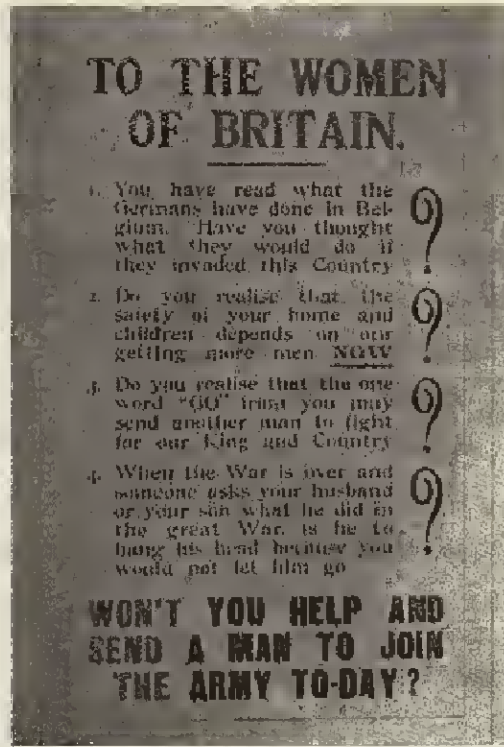 TO THE WOMEN
OF BRITAIN.
1. You have read what the
Germans have done in Bel-
gium. Have you thought
what they would do if
they invaded this Country ?
2. Do you realise that the
safety of your home and
children depends on our
getting more men NOW ?
3. Do you realise that the one
word "GO" from you may
send another man to fight
for our King and Country ?
4. When the War is over and
someone asks your husband
or your son what he did in
the great War, is he to
hang his head because you
would not let him go ?
WON'T YOU HELP AND
SEND A MAN TO JOIN
THE ARMY TO-DAY ?